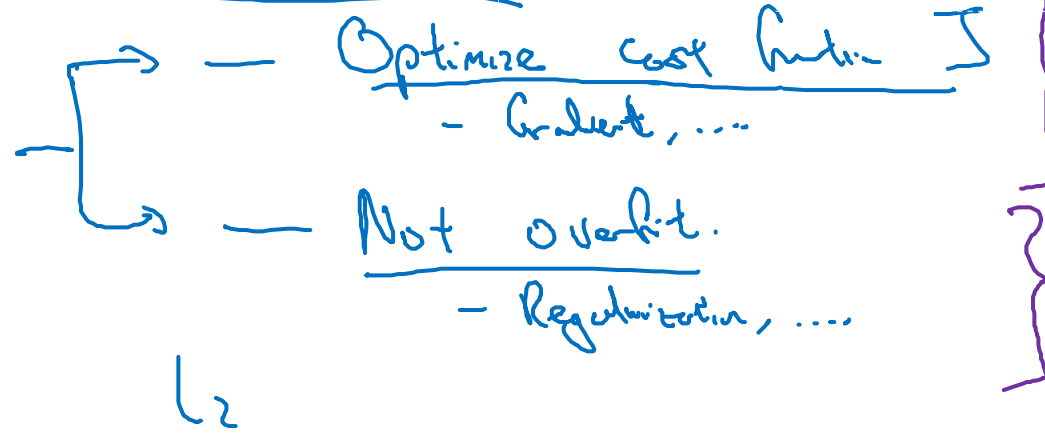 — Optimize cost function J
- Gradient, ....
— Not overfit.
- Regularization, ....
L2